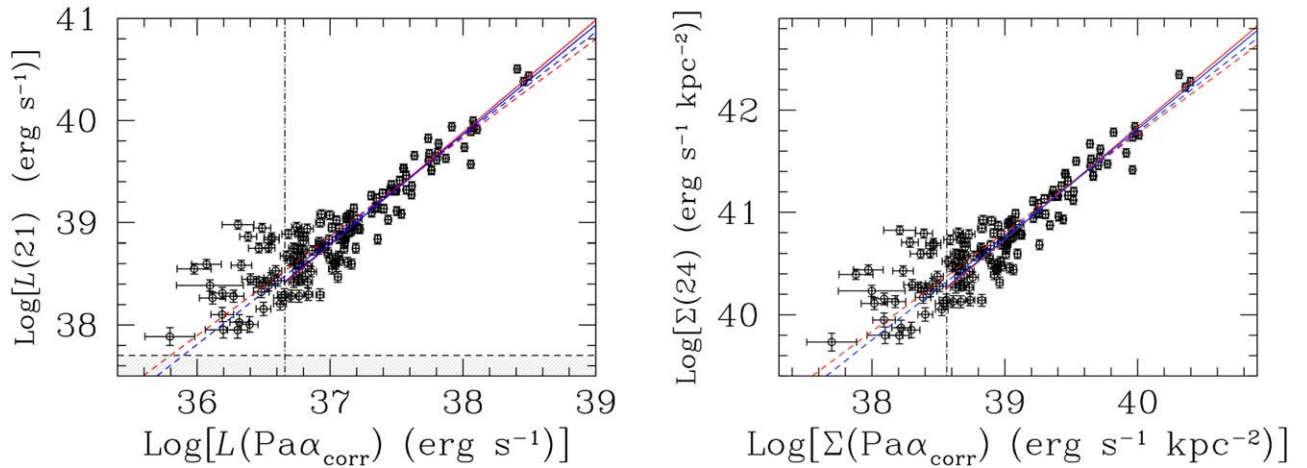 41
40
39
38
36 37 38 39
Log[L(21) (erg s⁻¹)]
Log[L(Paα_corr) (erg s⁻¹)]
42
41
40
38 39 40
Log[Σ(24) (erg s⁻¹ kpc⁻²)]
Log[Σ(Paα_corr) (erg s⁻¹ kpc⁻²)]